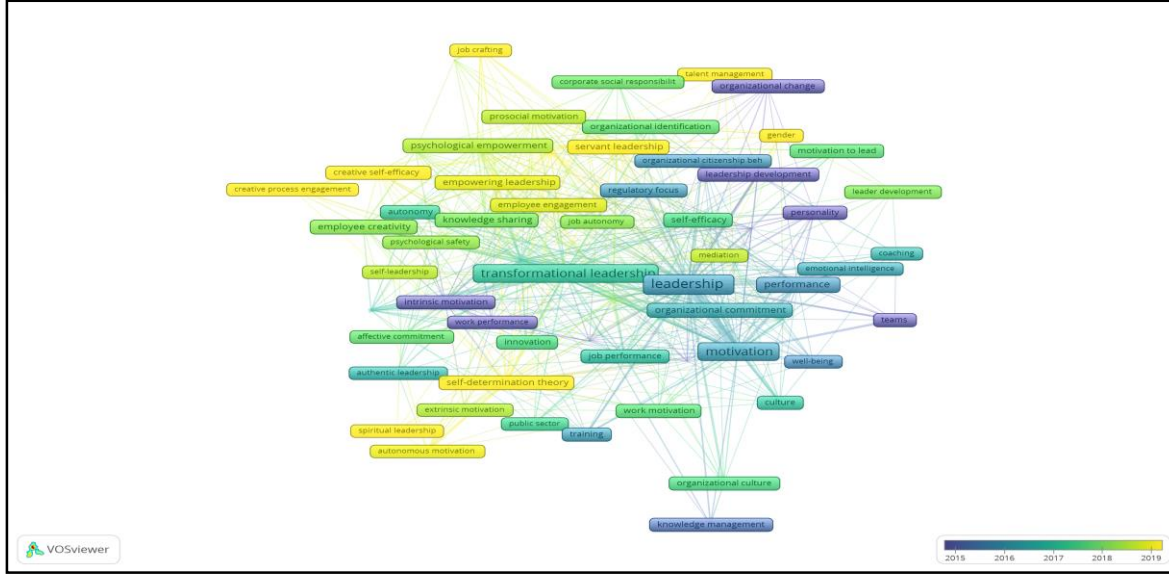 job crafting
talent management
corporate social responsibilit
organizational change
prosocial motivation
organizational identification
gender
psychological empowerment
servant leadership
motivation to lead
organizational citizenship beh
creative self-efficacy
leadership development
empowering leadership
creative process engagement
regulatory focus
leader development
employee engagement
autonomy
personality
knowledge sharing
job autonomy
self-efficacy
employee creativity
psychological safety
mediation
coaching
self-leadership
transformational leadership
emotional intelligence
leadership
performance
intrinsic motivation
organizational commitment
work performance
teams
affective commitment
innovation
motivation
job performance
well-being
authentic leadership
self-determination theory
culture
extrinsic motivation
work motivation
public sector
spiritual leadership
training
autonomous motivation
organizational culture
knowledge management
VOSviewer
2015 2016 2017 2018 2019